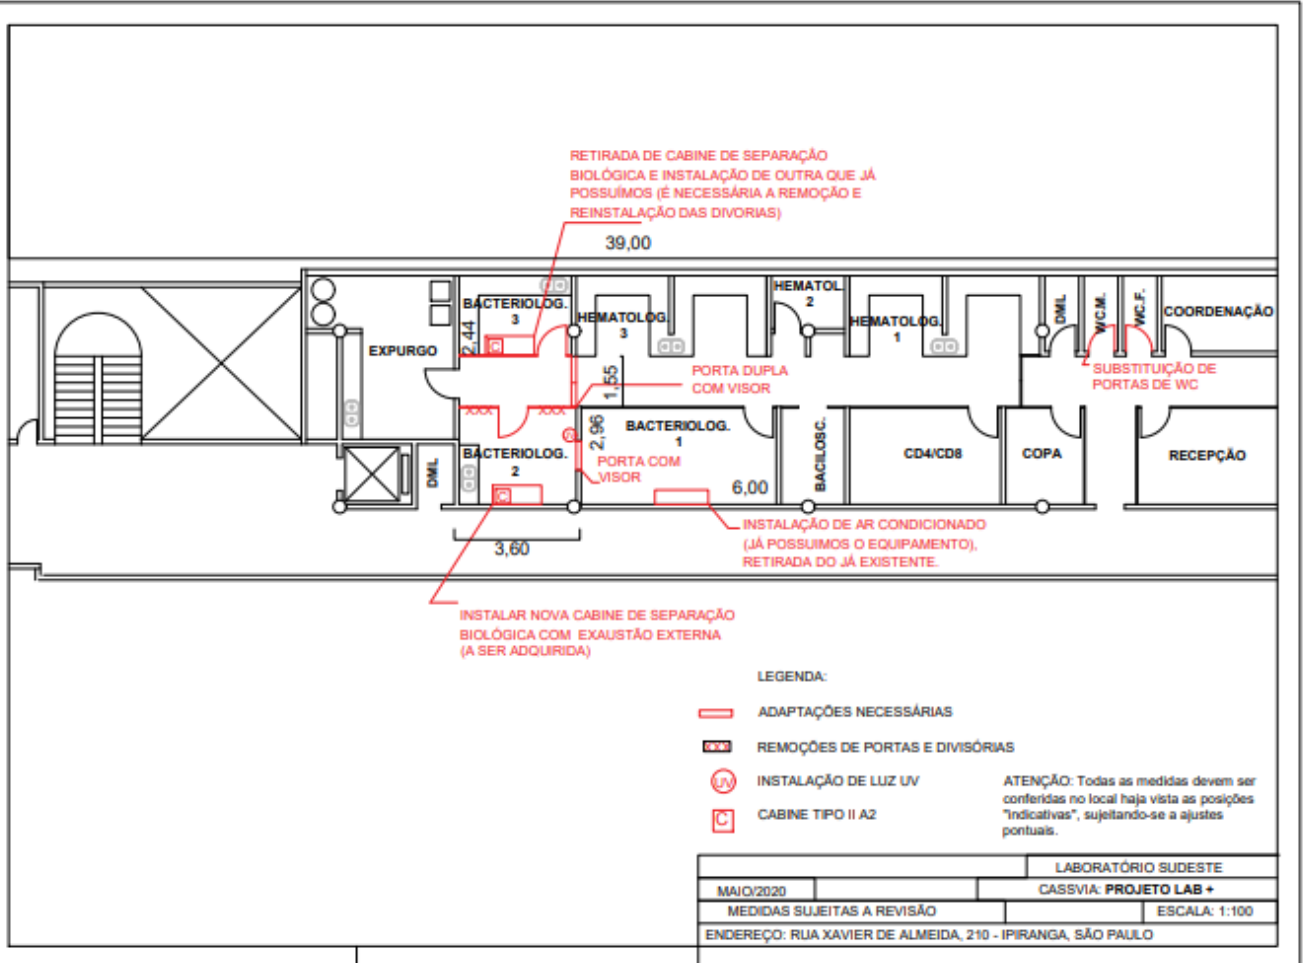 RETIRADA DE CABINE DE SEPARAÇÃO
BIOLÓGICA E INSTALAÇÃO DE OUTRA QUE JÁ
POSSUÍMOS (É NECESSÁRIA A REMOÇÃO E
REINSTALAÇÃO DAS DIVORIAS)
39,00
EXPURGO
BACTERIOLOG.
3
2,44
C
HEMATOLOG.
3
HEMATOL.
2
HEMATOLOG.
1
DML
WC.M.
WC.F.
COORDENAÇÃO
1,55
PORTA DUPLA
COM VISOR
SUBSTITUIÇÃO DE
PORTAS DE WC
XXX
XXX
UV
2,96
BACTERIOLOG.
1
6,00
BACTERIOLOG.
2
C
PORTA COM
VISOR
DML
BACILOSC.
CD4/CD8
COPA
RECEPÇÃO
3,60
INSTALAÇÃO DE AR CONDICIONADO
(JÁ POSSUIMOS O EQUIPAMENTO),
RETIRADA DO JÁ EXISTENTE.
INSTALAR NOVA CABINE DE SEPARAÇÃO
BIOLÓGICA COM EXAUSTÃO EXTERNA
(A SER ADQUIRIDA)
LEGENDA:
ADAPTAÇÕES NECESSÁRIAS
XXX REMOÇÕES DE PORTAS E DIVISÓRIAS
UV INSTALAÇÃO DE LUZ UV
C CABINE TIPO II A2
ATENÇÃO: Todas as medidas devem ser
conferidas no local haja vista as posições
"indicativas", sujeitando-se a ajustes
pontuais.
LABORATÓRIO SUDESTE
MAIO/2020 CASSVIA: PROJETO LAB +
MEDIDAS SUJEITAS A REVISÃO ESCALA: 1:100
ENDEREÇO: RUA XAVIER DE ALMEIDA, 210 - IPIRANGA, SÃO PAULO